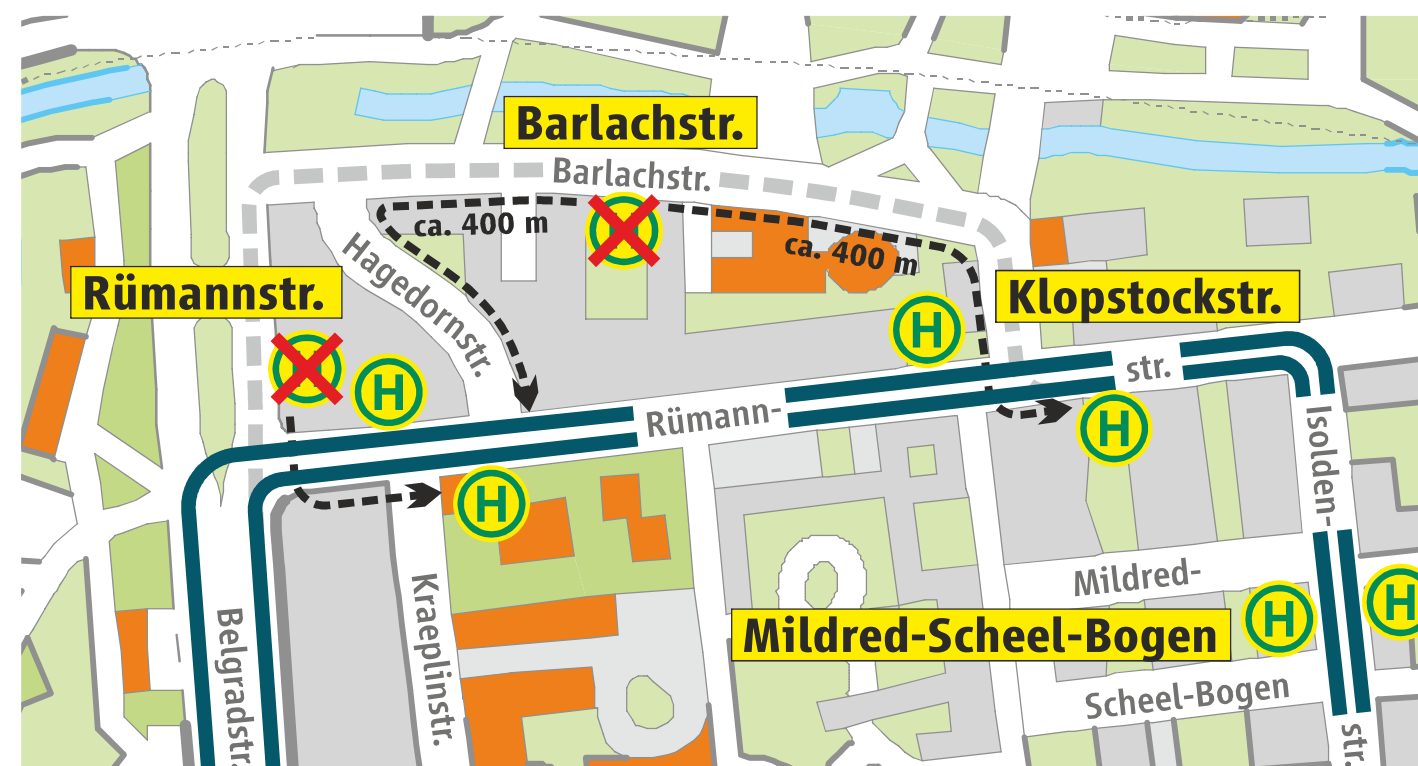 Barlachstr.
Barlachstr.
ca. 400 m
ca. 400 m
Hagedornstr.
Rümannstr.
Klopstockstr.
H
H
H
H
Rümann-
str.
Isolden-
str.
Belgradstr.
Kraeplinstr.
Mildred-
Scheel-Bogen
Mildred-Scheel-Bogen
H
H